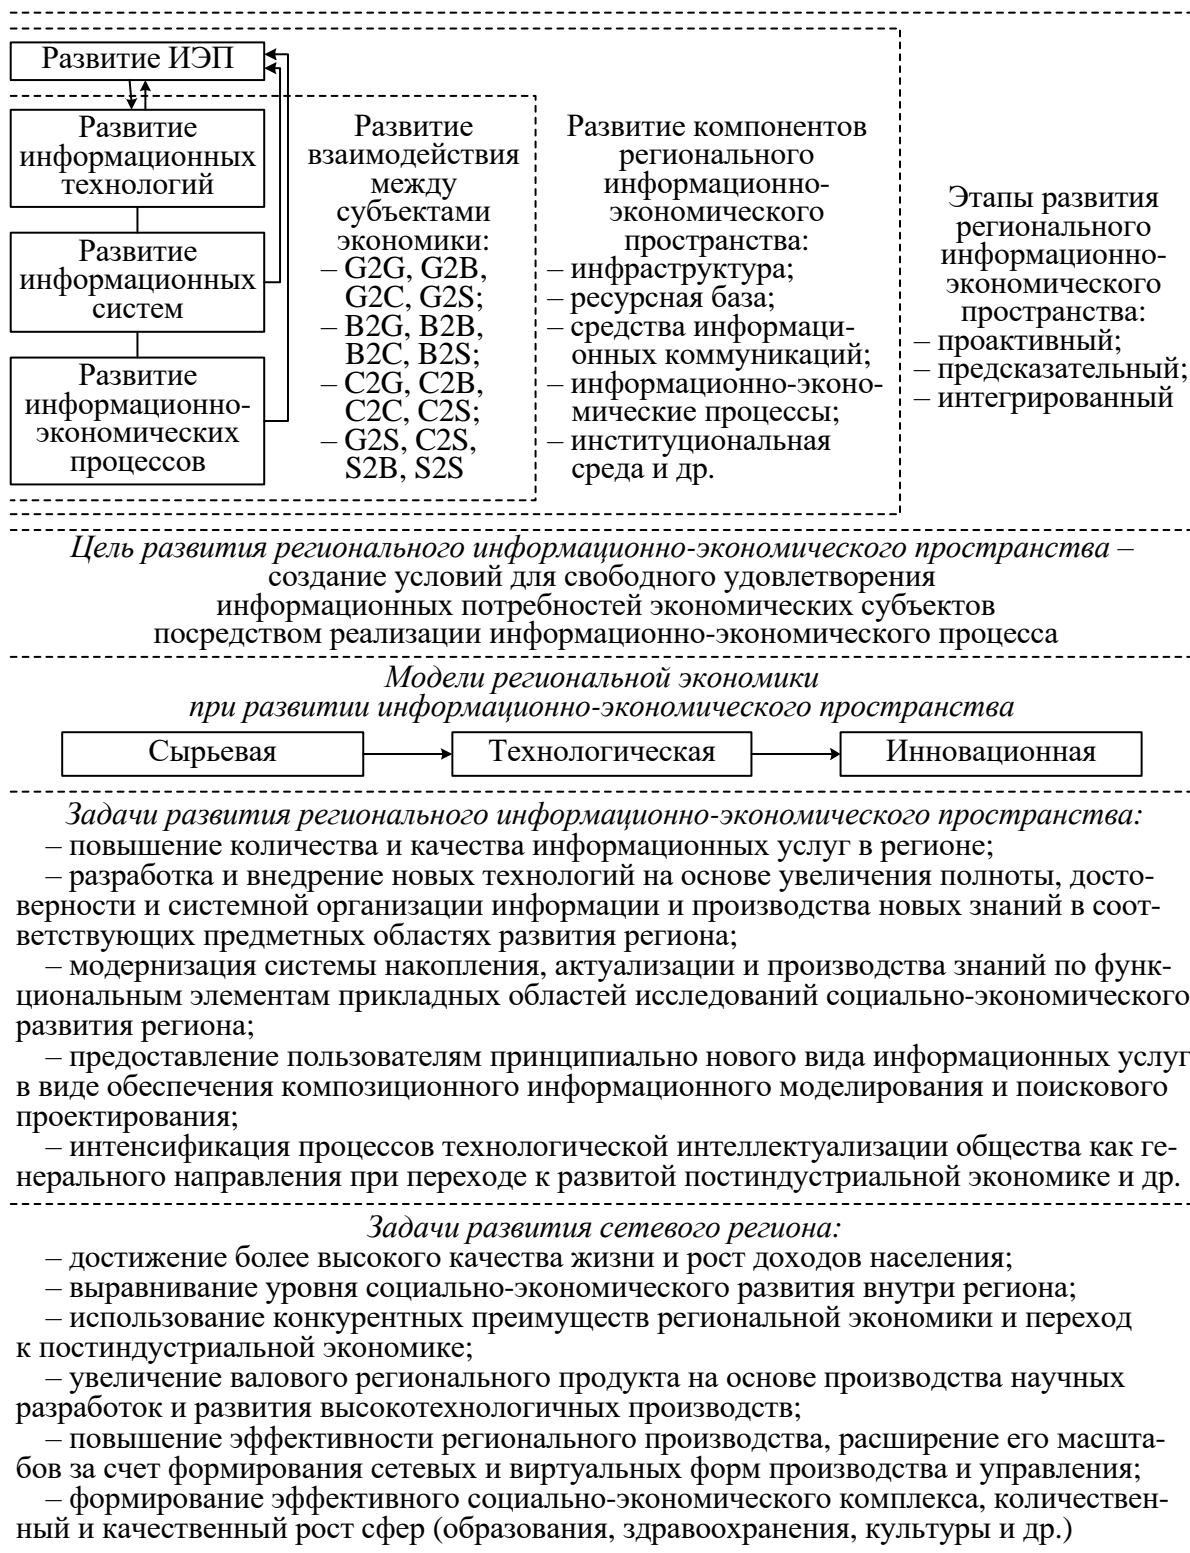 Развитие ИЭП
Развитие
информационных
технологий
Развитие
информационных
систем
Развитие
информационно-
экономических
процессов
Развитие
взаимодействия
между
субъектами
экономики:
– G2G, G2B,
G2C, G2S;
– B2G, B2B,
B2C, B2S;
– C2G, C2B,
C2C, C2S;
– G2S, C2S,
S2B, S2S
Развитие компонентов
регионального
информационно-
экономического
пространства:
– инфраструктура;
– ресурсная база;
– средства информаци-
онных коммуникаций;
– информационно-эконо-
мические процессы;
– институциональная
среда и др.
Этапы развития
регионального
информационно-
экономического
пространства:
– проактивный;
– предсказательный;
– интегрированный
Цель развития регионального информационно-экономического пространства –
создание условий для свободного удовлетворения
информационных потребностей экономических субъектов
посредством реализации информационно-экономического процесса
Модели региональной экономики
при развитии информационно-экономического пространства
Сырьевая
Технологическая
Инновационная
Задачи развития регионального информационно-экономического пространства:
– повышение количества и качества информационных услуг в регионе;
– разработка и внедрение новых технологий на основе увеличения полноты, досто-
верности и системной организации информации и производства новых знаний в соот-
ветствующих предметных областях развития региона;
– модернизация системы накопления, актуализации и производства знаний по функ-
циональным элементам прикладных областей исследований социально-экономического
развития региона;
– предоставление пользователям принципиально нового вида информационных услуг
в виде обеспечения композиционного информационного моделирования и поискового
проектирования;
– интенсификация процессов технологической интеллектуализации общества как ге-
нерального направления при переходе к развитой постиндустриальной экономике и др.
Задачи развития сетевого региона:
– достижение более высокого качества жизни и рост доходов населения;
– выравнивание уровня социально-экономического развития внутри региона;
– использование конкурентных преимуществ региональной экономики и переход
к постиндустриальной экономике;
– увеличение валового регионального продукта на основе производства научных
разработок и развития высокотехнологичных производств;
– повышение эффективности регионального производства, расширение его масшта-
бов за счет формирования сетевых и виртуальных форм производства и управления;
– формирование эффективного социально-экономического комплекса, количествен-
ный и качественный рост сфер (образования, здравоохранения, культуры и др.)